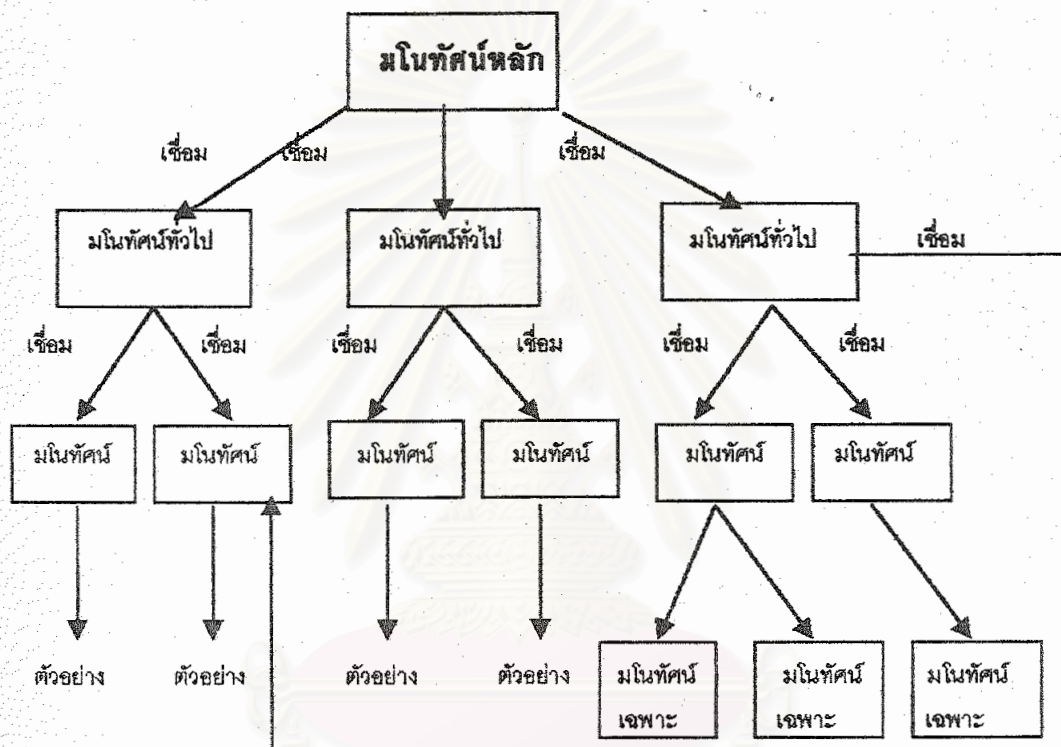 มโนทัศน์หลัก
เชื่อม เชื่อม เชื่อม
มโนทัศน์ทั่วไป มโนทัศน์ทั่วไป มโนทัศน์ทั่วไป เชื่อม
เชื่อม เชื่อม เชื่อม เชื่อม เชื่อม เชื่อม
มโนทัศน์ มโนทัศน์ มโนทัศน์ มโนทัศน์ มโนทัศน์ มโนทัศน์
ตัวอย่าง ตัวอย่าง ตัวอย่าง ตัวอย่าง มโนทัศน์ มโนทัศน์ มโนทัศน์
เฉพาะ เฉพาะ เฉพาะ